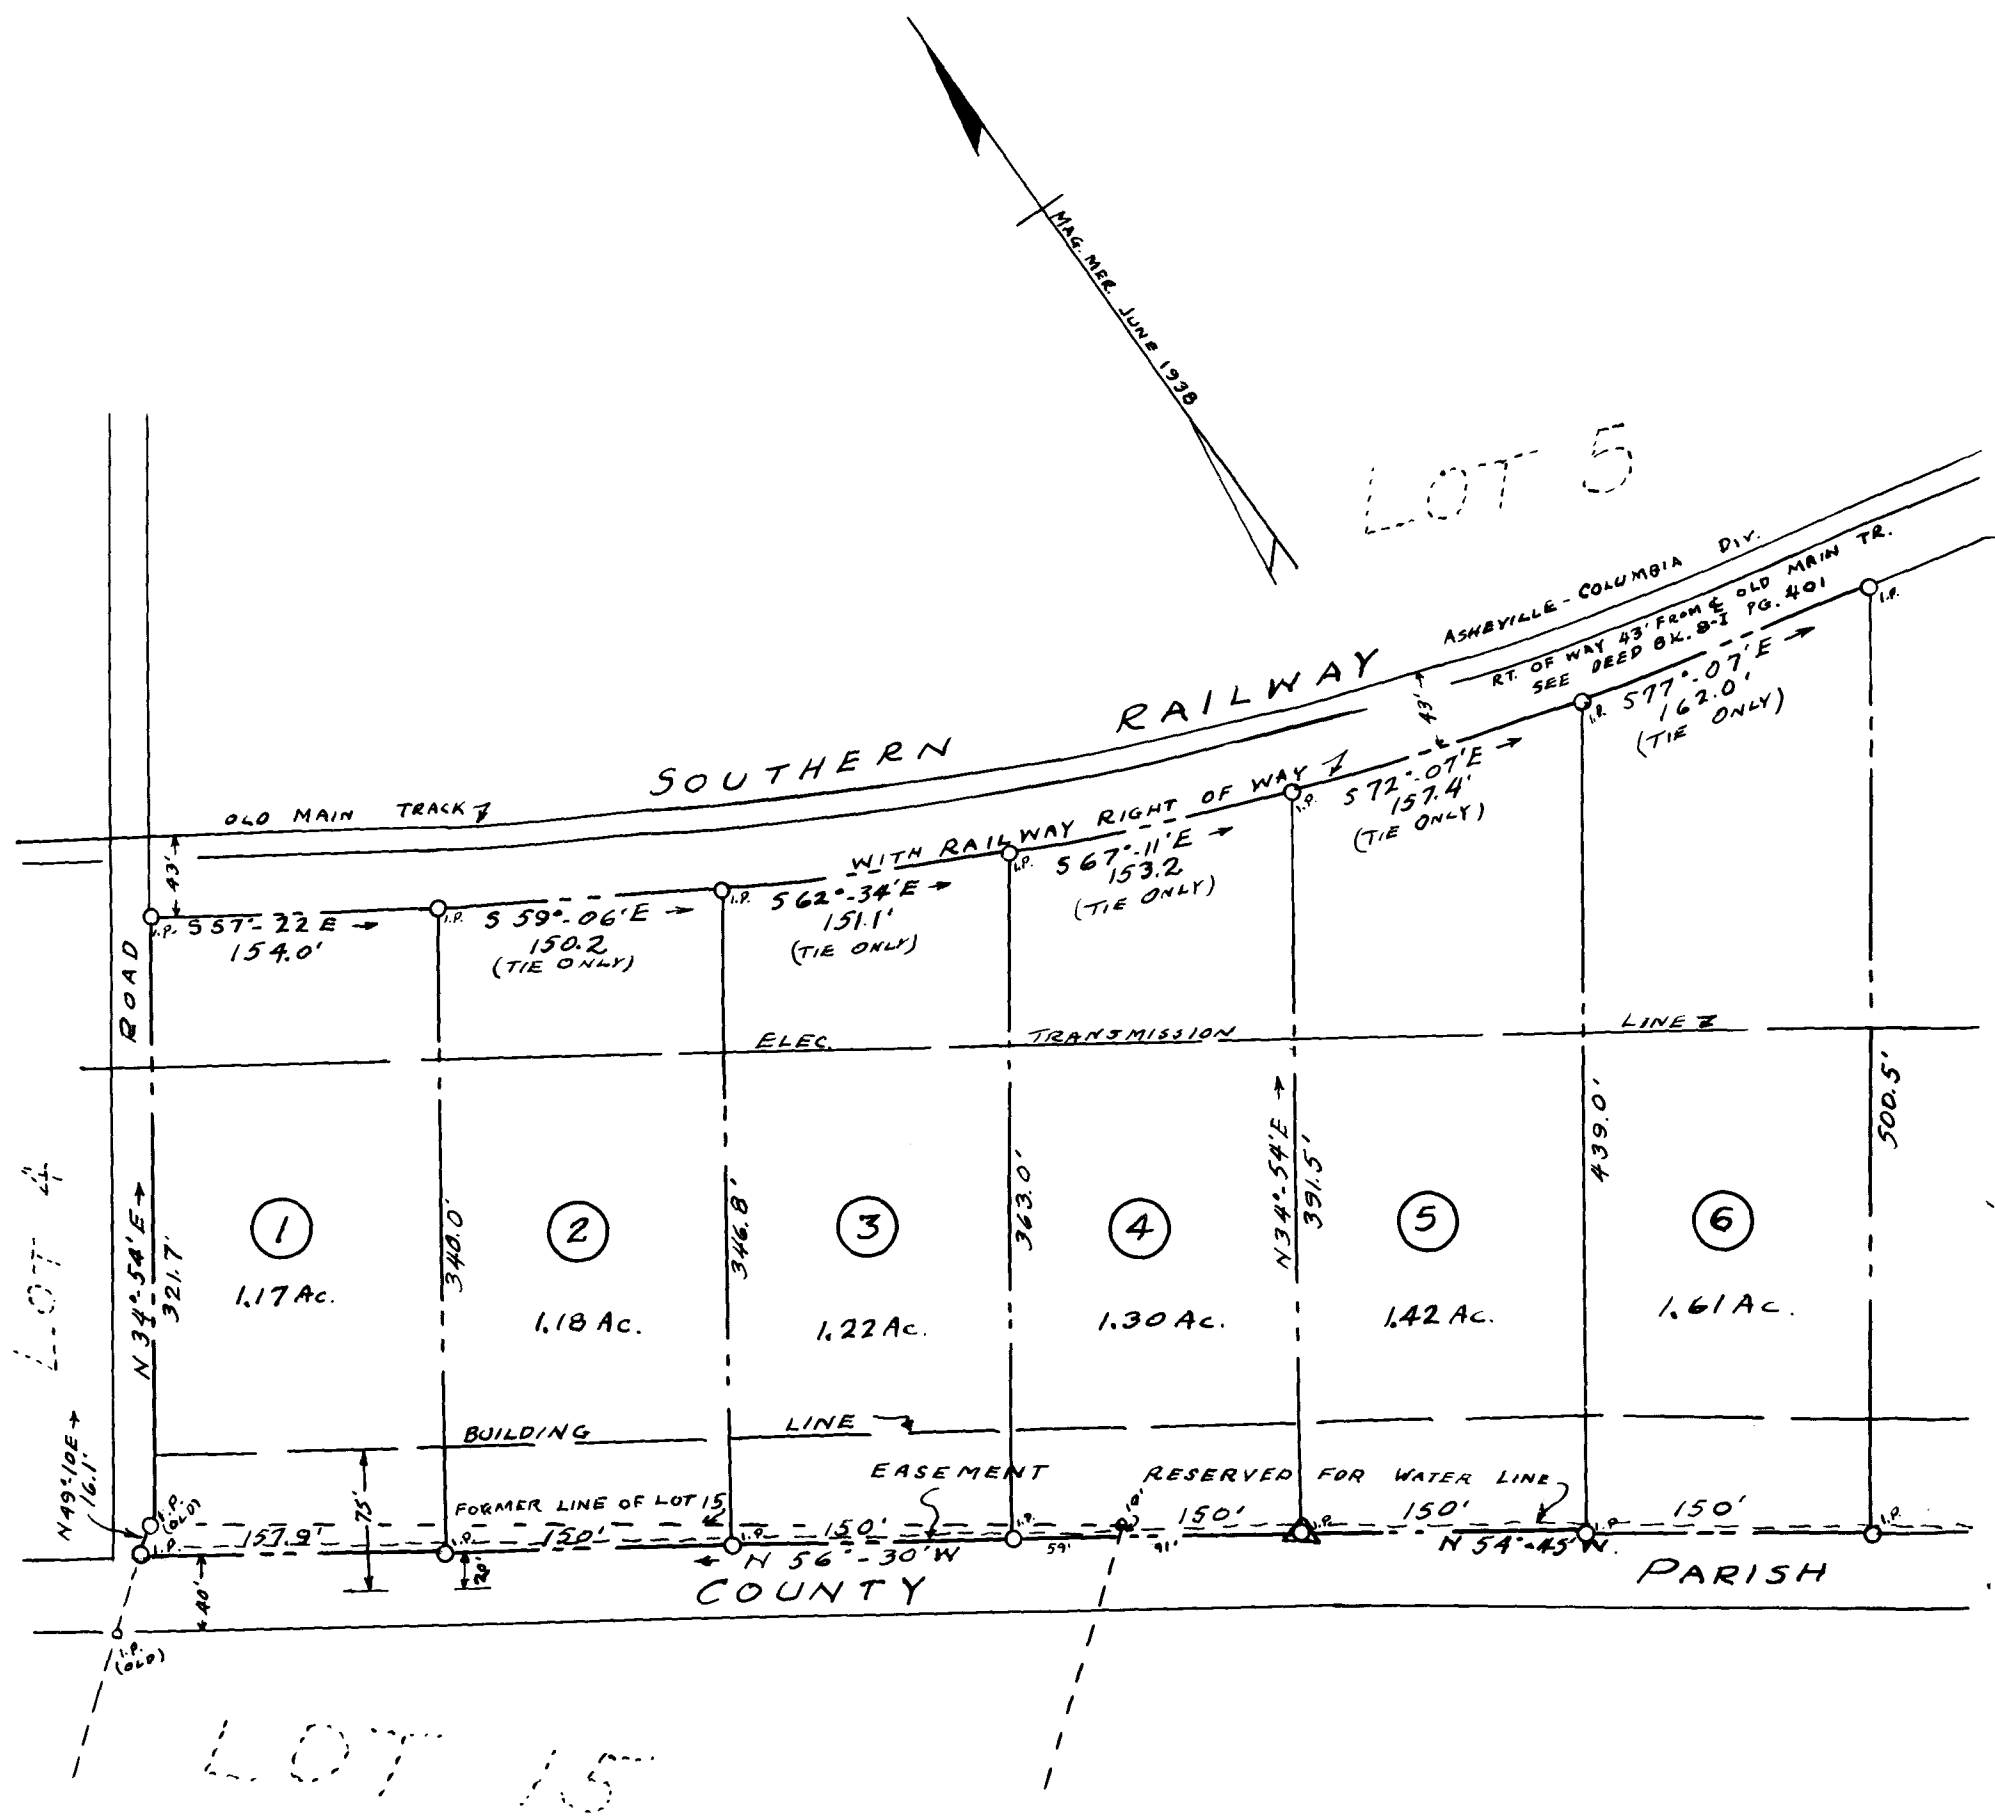 MAG. MER. JUNE 1938
LOT 5
ASHEVILLE - COLUMBIA DIV.
RT. OF WAY 43' FROM ℄ OLD MAIN TR.
SEE DEED BK. 8-I PG. 401
SOUTHERN RAILWAY
OLD MAIN TRACK
43'
43'
WITH RAILWAY RIGHT OF WAY
I.P.
I.P.
I.P.
I.P.
I.P.
I.P.
I.P.
S 57°- 22 E →
154.0'
S 59°- 06' E →
150.2
(TIE ONLY)
S 62°- 34' E →
151.1'
(TIE ONLY)
S 67°- 11' E →
153.2
(TIE ONLY)
S 72°- 07' E →
157.4'
(TIE ONLY)
S 77°- 07' E →
162.0'
(TIE ONLY)
ROAD
ELEC. TRANSMISSION LINE
LOT 4
N 34°- 54' E →
321.7'
340.0'
346.8'
363.0'
N 34°- 54' E →
391.5'
439.0'
500.5'
1
1.17 Ac.
2
1.18 Ac.
3
1.22 Ac.
4
1.30 Ac.
5
1.42 Ac.
6
1.61 Ac.
BUILDING LINE
75'
EASEMENT RESERVED FOR WATER LINE
FORMER LINE OF LOT 15
N 49°- 10 E →
16.1'
I.P.
(OLD)
I.P.
157.9'
I.P.
150'
I.P.
150'
I.P.
59'
91'
150'
I.P.
150'
I.P.
150'
I.P.
← N 56°- 30' W
N 54°- 45' W.
40'
20'
COUNTY PARISH
I.P.
(OLD)
LOT 15